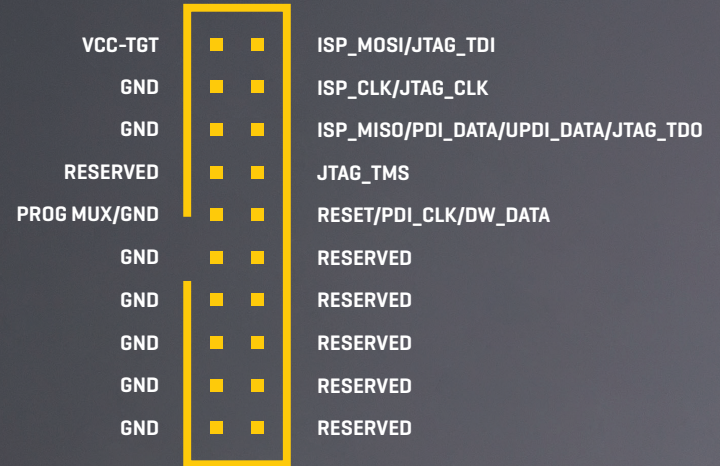 VCC-TGT ISP_MOSI/JTAG_TDI
GND ISP_CLK/JTAG_CLK
GND ISP_MISO/PDI_DATA/UPDI_DATA/JTAG_TDO
RESERVED JTAG_TMS
PROG MUX/GND RESET/PDI_CLK/DW_DATA
GND RESERVED
GND RESERVED
GND RESERVED
GND RESERVED
GND RESERVED